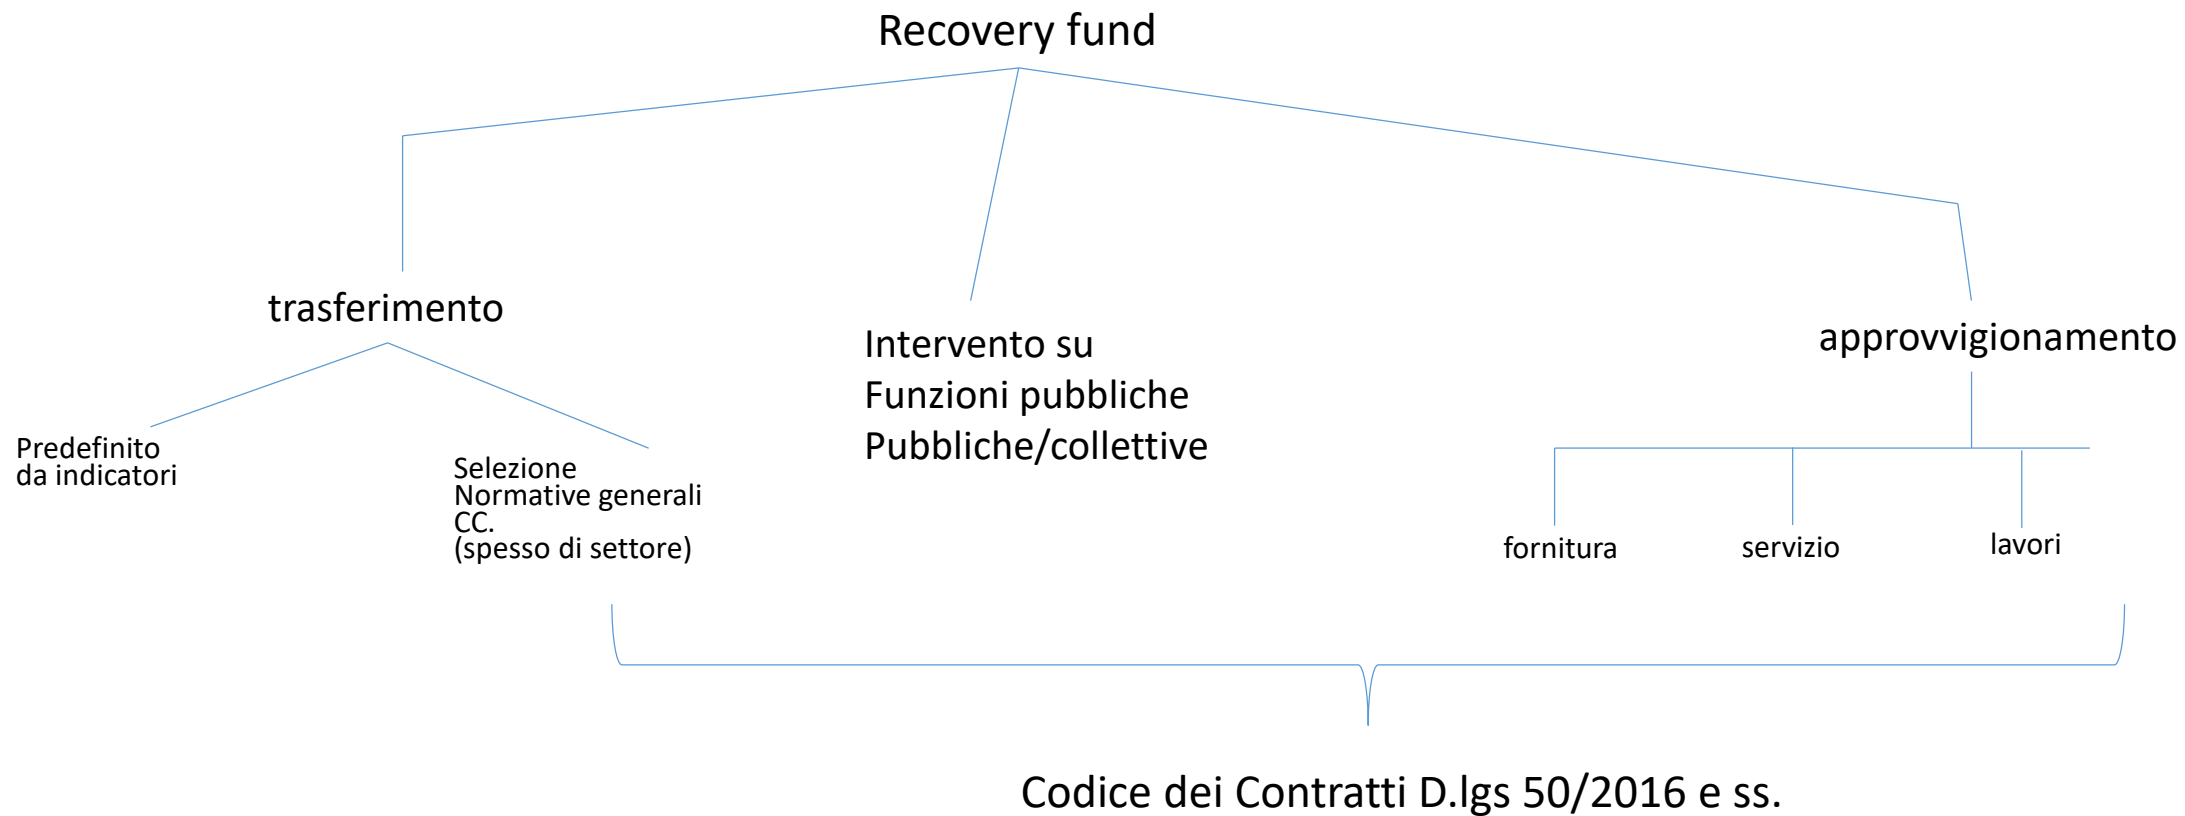 Recovery fund
trasferimento
Intervento su
Funzioni pubbliche
Pubbliche/collettive
approvvigionamento
Predefinito
da indicatori
Selezione
Normative generali
CC.
(spesso di settore)
fornitura
servizio
lavori
Codice dei Contratti D.lgs 50/2016 e ss.